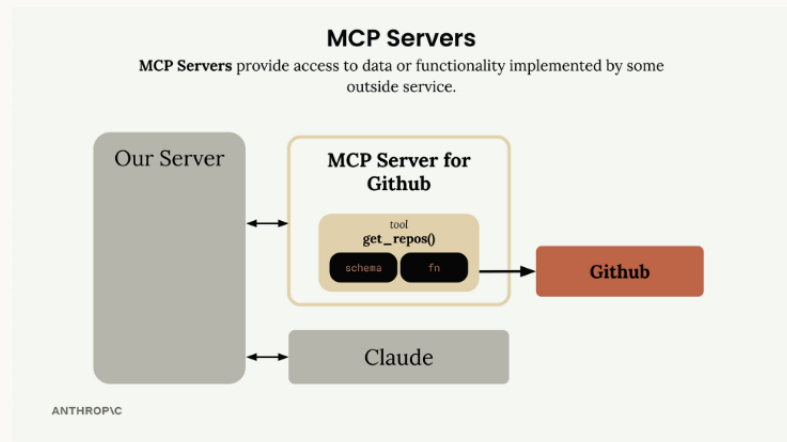 MCP Servers
MCP Servers provide access to data or functionality implemented by some
outside service.
Our Server
MCP Server for
Github
tool
get_repos()
schema
fn
Github
Claude
ANTHROP\C